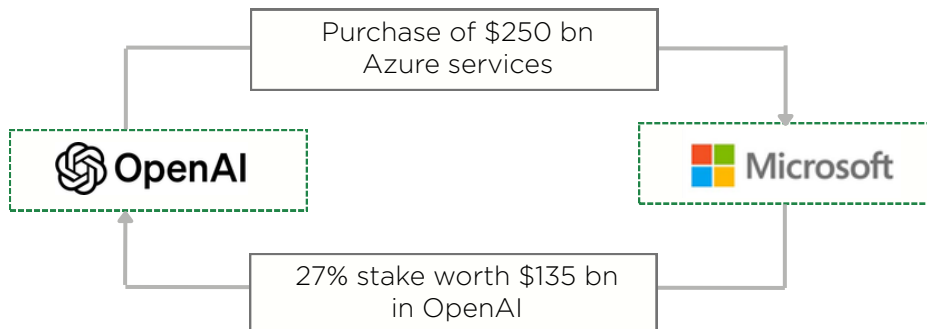 Purchase of $250 bn
Azure services
OpenAI
Microsoft
27% stake worth $135 bn
in OpenAI